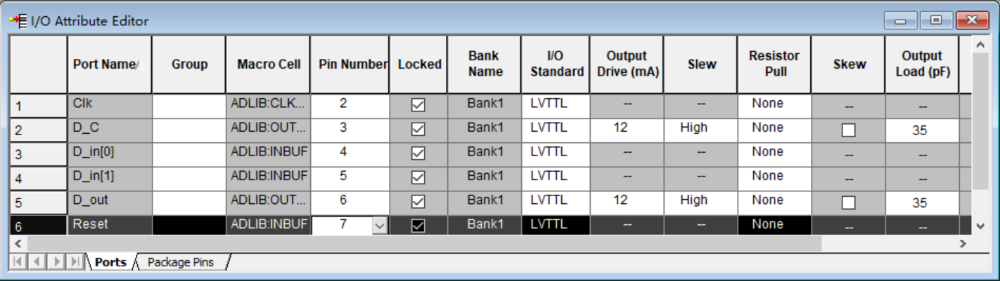 I/O Attribute Editor
Port Name Group Macro Cell Pin Number Locked Bank Name I/O Standard Output Drive (mA) Slew Resistor Pull Skew Output Load (pF)
1 Clk ADLIB:CLK... 2 Bank1 LVTTL -- -- None -- --
2 D_C ADLIB:OUT... 3 Bank1 LVTTL 12 High None 35
3 D_in[0] ADLIB:INBUF 4 Bank1 LVTTL -- -- None -- --
4 D_in[1] ADLIB:INBUF 5 Bank1 LVTTL -- -- None -- --
5 D_out ADLIB:OUT... 6 Bank1 LVTTL 12 High None 35
6 Reset ADLIB:INBUF 7 Bank1 LVTTL -- -- None -- --
Ports Package Pins